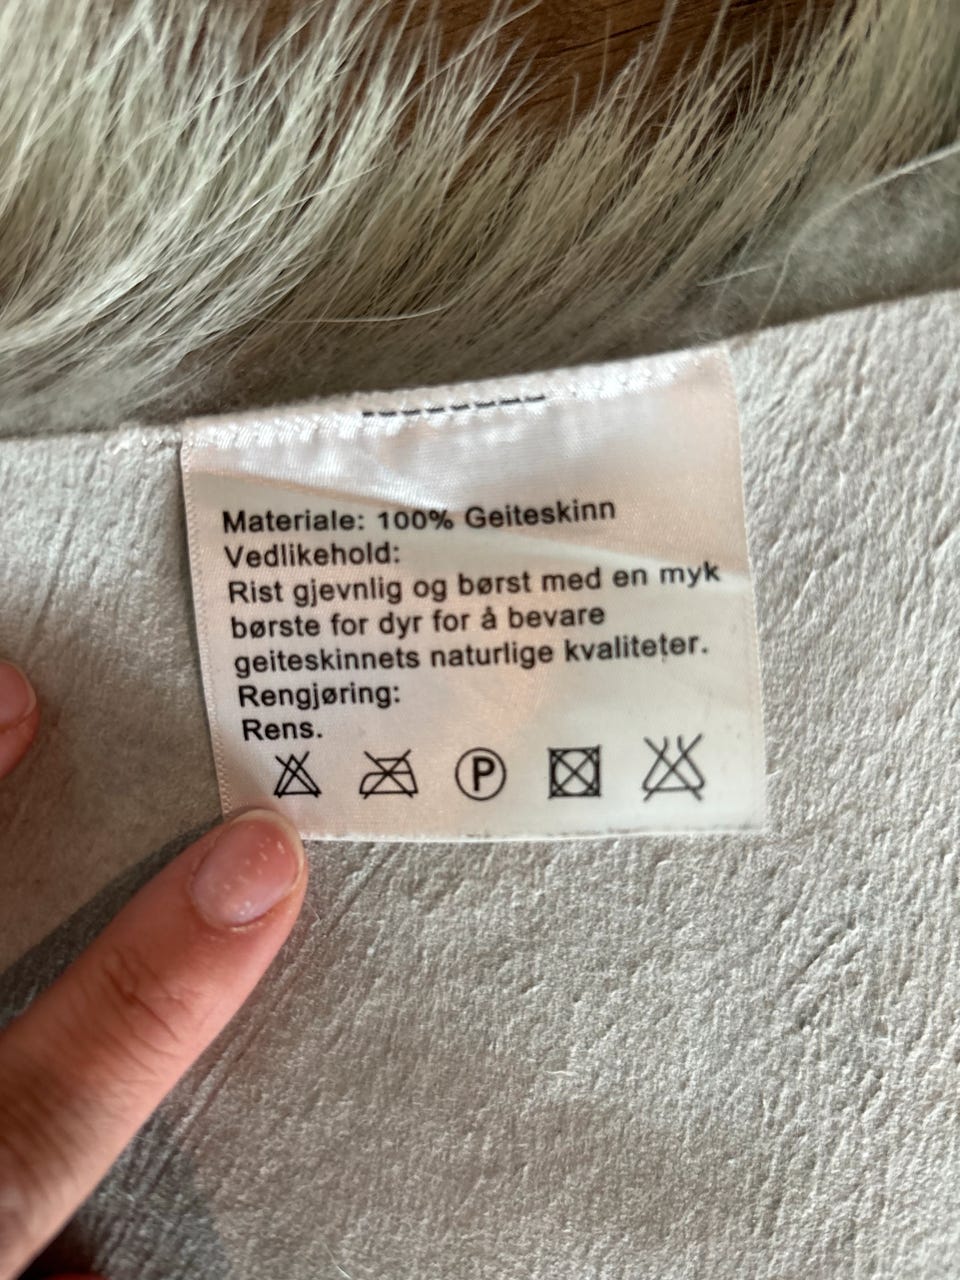 Materiale: 100% Geiteskinn
Vedlikehold:
Rist gjevnlig og børst med en myk
børste for dyr for å bevare
geiteskinnets naturlige kvaliteter.
Rengjøring:
Rens.
P